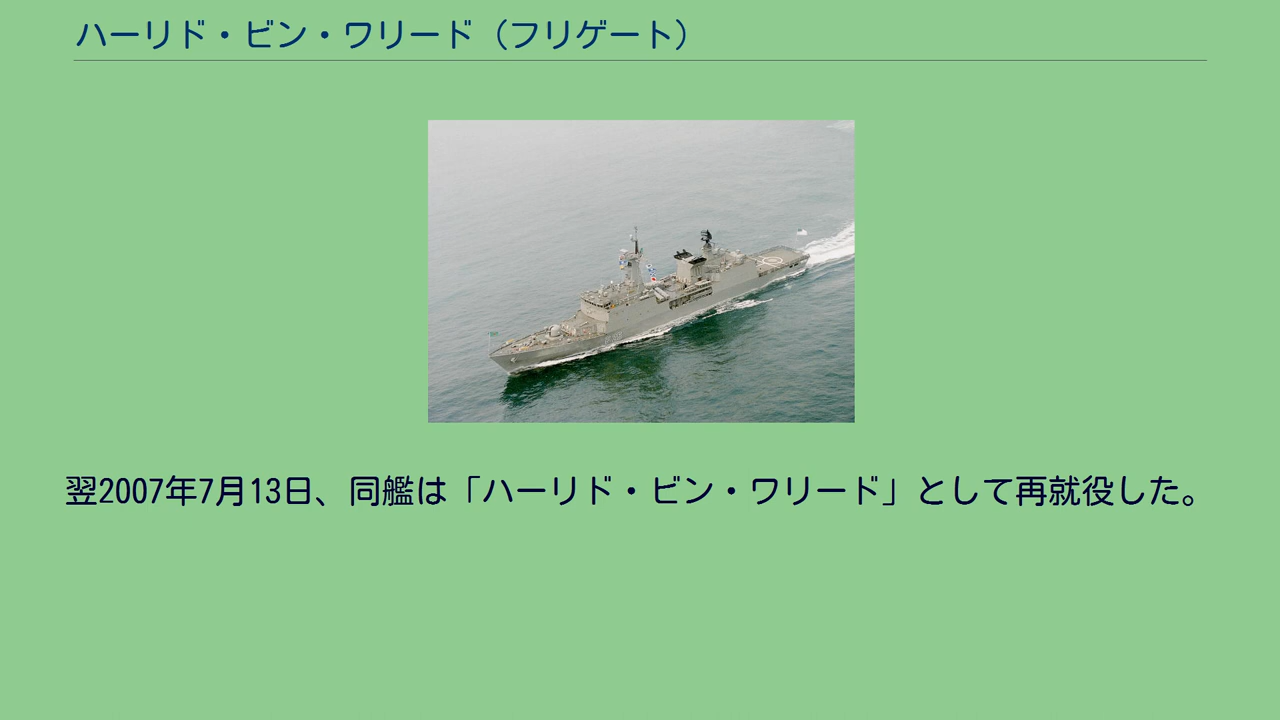 ハーリド・ビン・ワリード（フリゲート）
翌2007年7月13日、同艦は「ハーリド・ビン・ワリード」として再就役した。